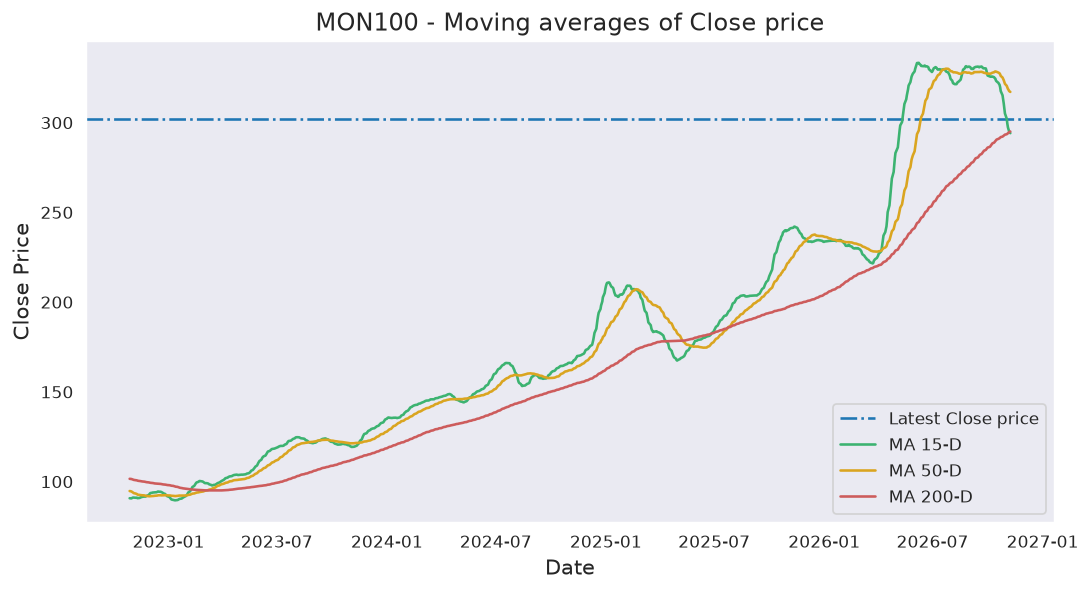 MON100 - Moving averages of Close price
Close Price
300
250
200
150
100
Latest Close price
MA 15-D
MA 50-D
MA 200-D
2023-01 2023-07 2024-01 2024-07 2025-01 2025-07 2026-01 2026-07 2027-01
Date